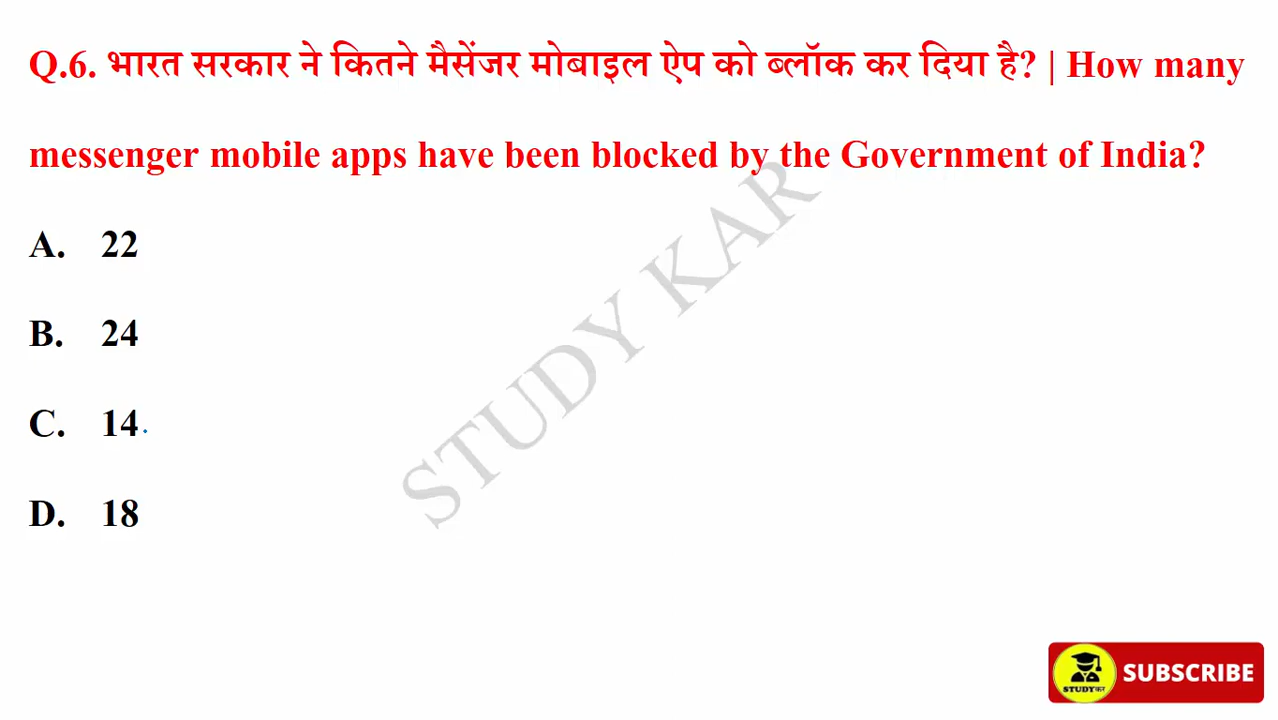 Q.6. भारत सरकार ने कितने मैसेंजर मोबाइल ऐप को ब्लॉक कर दिया है? | How many
messenger mobile apps have been blocked by the Government of India?
A. 22
B. 24
C. 14
D. 18
STUDY KAR
SUBSCRIBE
STUDYकर